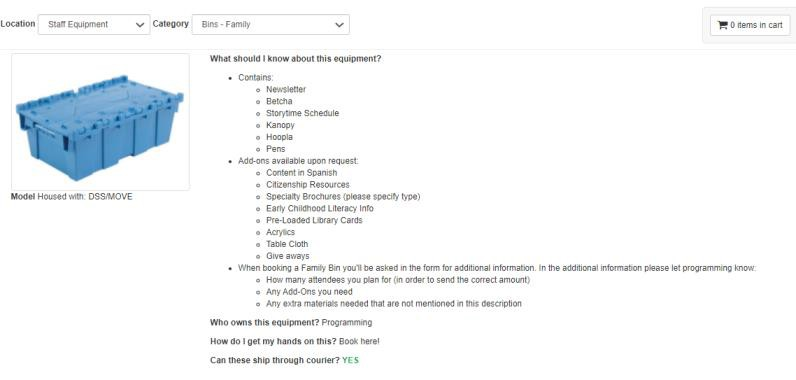 Location Staff Equipment Category Bins - Family 0 items in cart
What should I know about this equipment?
Contains:
Newsletter
Betcha
Storytime Schedule
Kanopy
Hoopla
Pens
Add-ons available upon request:
Content in Spanish
Citizenship Resources
Specialty Brochures (please specify type)
Early Childhood Literacy Info
Pre-Loaded Library Cards
Acrylics
Table Cloth
Give aways
When booking a Family Bin you'll be asked in the form for additional information. In the additional information please let programming know:
How many attendees you plan for (in order to send the correct amount)
Any Add-Ons you need
Any extra materials needed that are not mentioned in this description
Who owns this equipment? Programming
How do I get my hands on this? Book here!
Can these ship through courier? YES
Model Housed with: DSS/MOVE